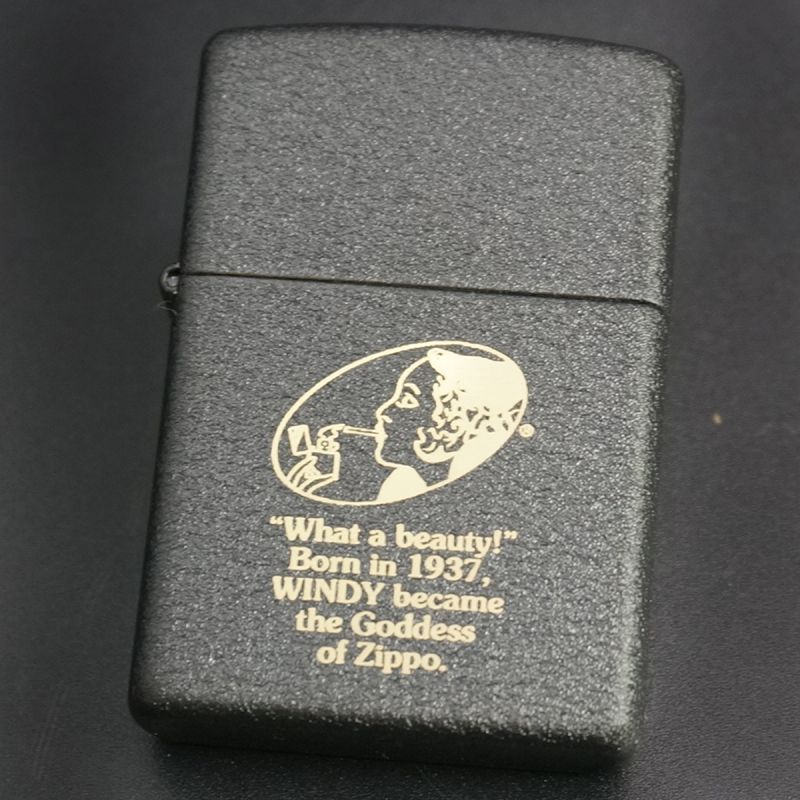 ®
“What a beauty!”
Born in 1937,
WINDY became
the Goddess
of Zippo.